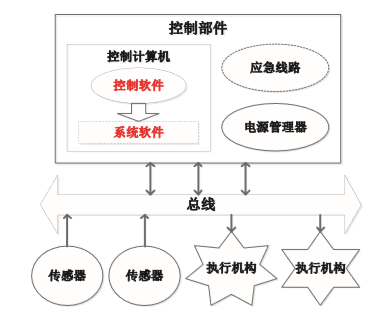 控制部件
控制计算机
控制软件
应急线路
系统软件
电源管理器
总线
传感器
传感器
执行机构
执行机构